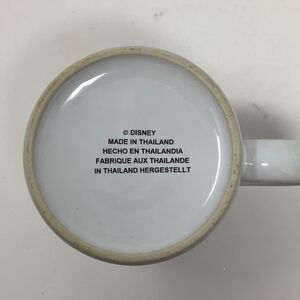 © DISNEY
MADE IN THAILAND
HECHO EN THAILANDIA
FABRIQUE AUX THAILANDE
IN THAILAND HERGESTELLT